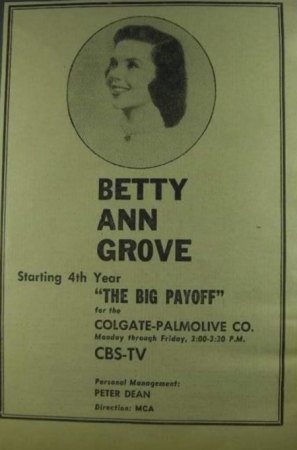 BETTY
ANN
GROVE
Starting 4th Year
"THE BIG PAYOFF"
for the
COLGATE-PALMOLIVE CO.
Monday through Friday, 3:00-3:30 P.M.
CBS-TV
Personal Management:
PETER DEAN
Direction: MCA